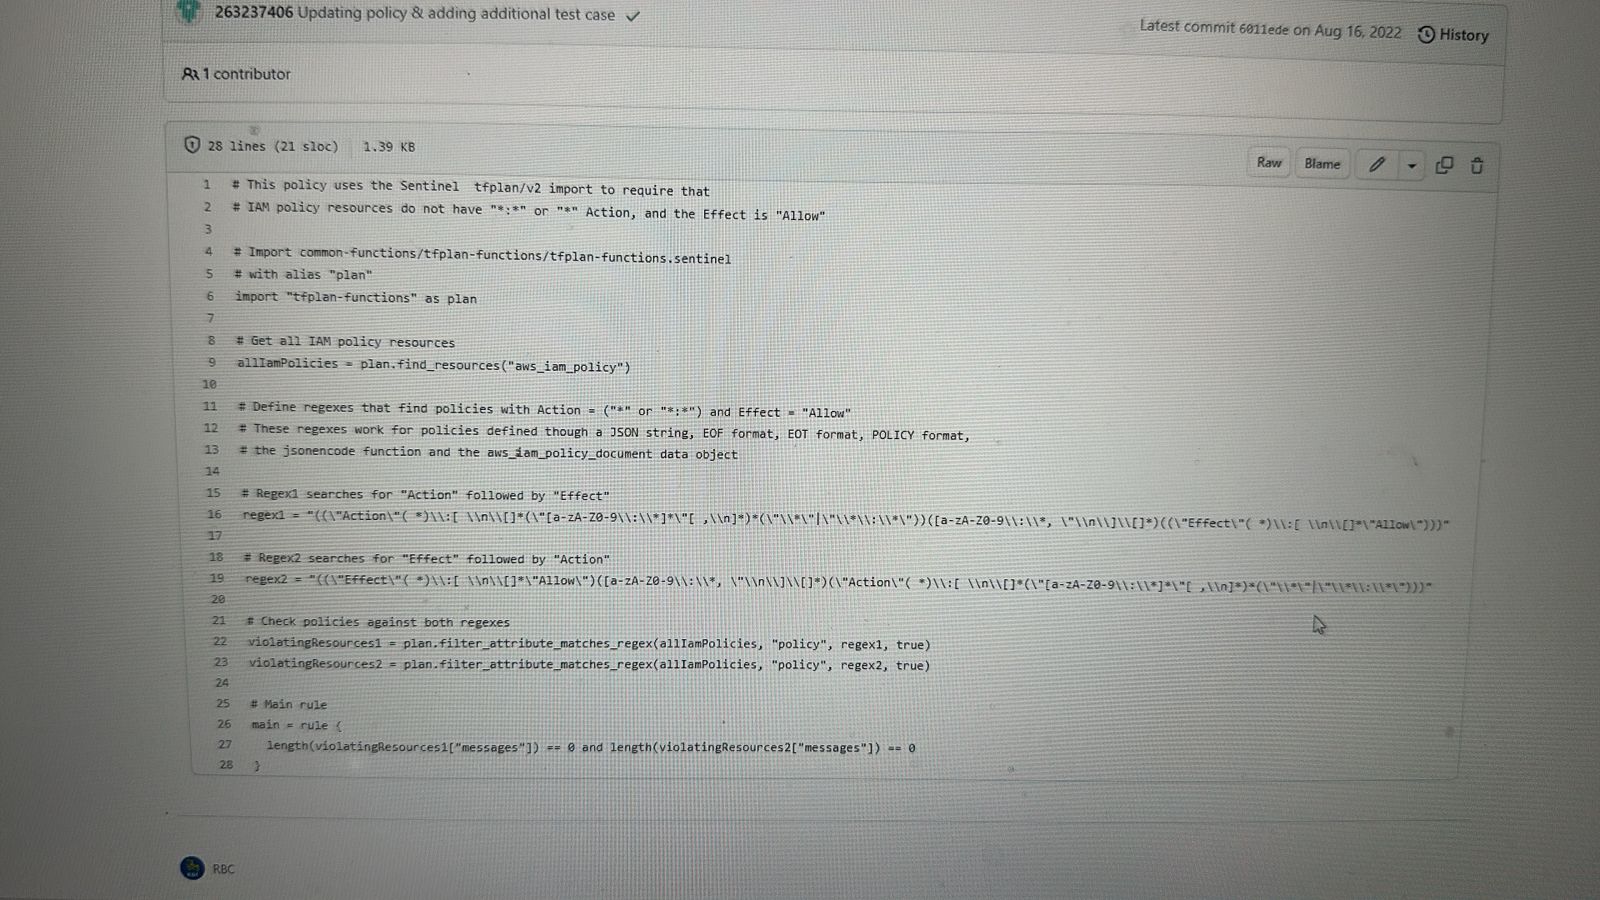 263237406 Updating policy & adding additional test case
Latest commit 6011ede on Aug 16, 2022 History
1 contributor
28 lines (21 sloc) 1.39 KB
Raw Blame
1 # This policy uses the Sentinel tfplan/v2 import to require that
2 # IAM policy resources do not have "*:*" or "*" Action, and the Effect is "Allow"
3
4 # Import common-functions/tfplan-functions/tfplan-functions.sentinel
5 # with alias "plan"
6 import "tfplan-functions" as plan
7
8 # Get all IAM policy resources
9 allIamPolicies = plan.find_resources("aws_iam_policy")
10
11 # Define regexes that find policies with Action = ("*" or "*:*") and Effect = "Allow"
12 # These regexes work for policies defined though a JSON string, EOF format, EOT format, POLICY format,
13 # the jsonencode function and the aws_iam_policy_document data object
14
15 # Regex1 searches for "Action" followed by "Effect"
16 regex1 = "((\"Action\"( *)\\:[ \\n\\[]*(\"[a-zA-Z0-9\\:\\*]*\"[ ,\\n]*)*(\"\\*\"|\"\\*\\:\\*\"))([a-zA-Z0-9\\:\\*, \"\\n\\]\\[]*)((\"Effect\"( *)\\:[ \\n\\[]*\"Allow\")))"
17
18 # Regex2 searches for "Effect" followed by "Action"
19 regex2 = "((\"Effect\"( *)\\:[ \\n\\[]*\"Allow\")([a-zA-Z0-9\\:\\*, \"\\n\\]\\[]*)(\"Action\"( *)\\:[ \\n\\[]*(\"[a-zA-Z0-9\\:\\*]*\"[ ,\\n]*)*(\"\\*\"|\"\\*\\:\\*\")))"
20
21 # Check policies against both regexes
22 violatingResources1 = plan.filter_attribute_matches_regex(allIamPolicies, "policy", regex1, true)
23 violatingResources2 = plan.filter_attribute_matches_regex(allIamPolicies, "policy", regex2, true)
24
25 # Main rule
26 main = rule {
27 length(violatingResources1["messages"]) == 0 and length(violatingResources2["messages"]) == 0
28 }
RBC